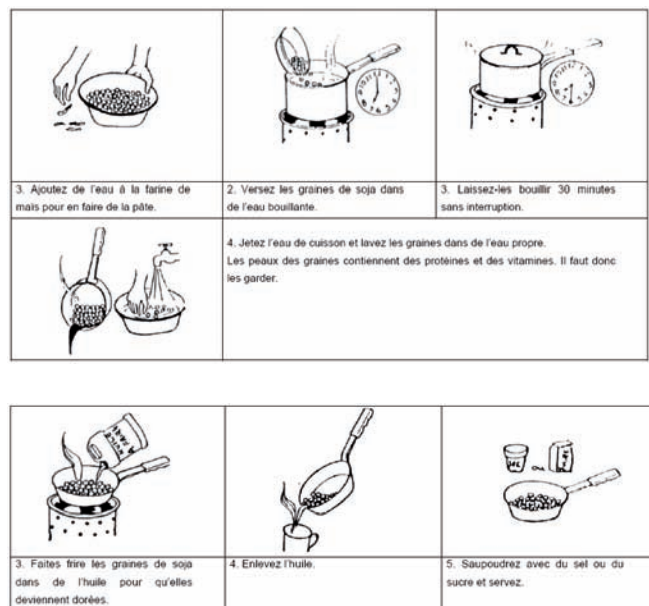 3. Ajoutez de l'eau à la farine de
maïs pour en faire de la pâte.
2. Versez les graines de soja dans
de l'eau bouillante.
3. Laissez-les bouillir 30 minutes
sans interruption.
4. Jetez l'eau de cuisson et lavez les graines dans de l'eau propre.
Les peaux des graines contiennent des protéines et des vitamines. Il faut donc
les garder.
3. Faites frire les graines de soja
dans de l'huile pour qu'elles
deviennent dorées.
4. Enlevez l'huile.
SEL ou
5. Saupoudrez avec du sel ou du
sucre et servez.